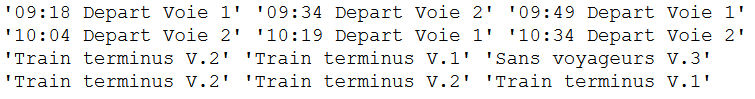 '09:18 Depart Voie 1' '09:34 Depart Voie 2' '09:49 Depart Voie 1'
'10:04 Depart Voie 2' '10:19 Depart Voie 1' '10:34 Depart Voie 2'
'Train terminus V.2' 'Train terminus V.1' 'Sans voyageurs V.3'
'Train terminus V.2' 'Train terminus V.2' 'Train terminus V.1'